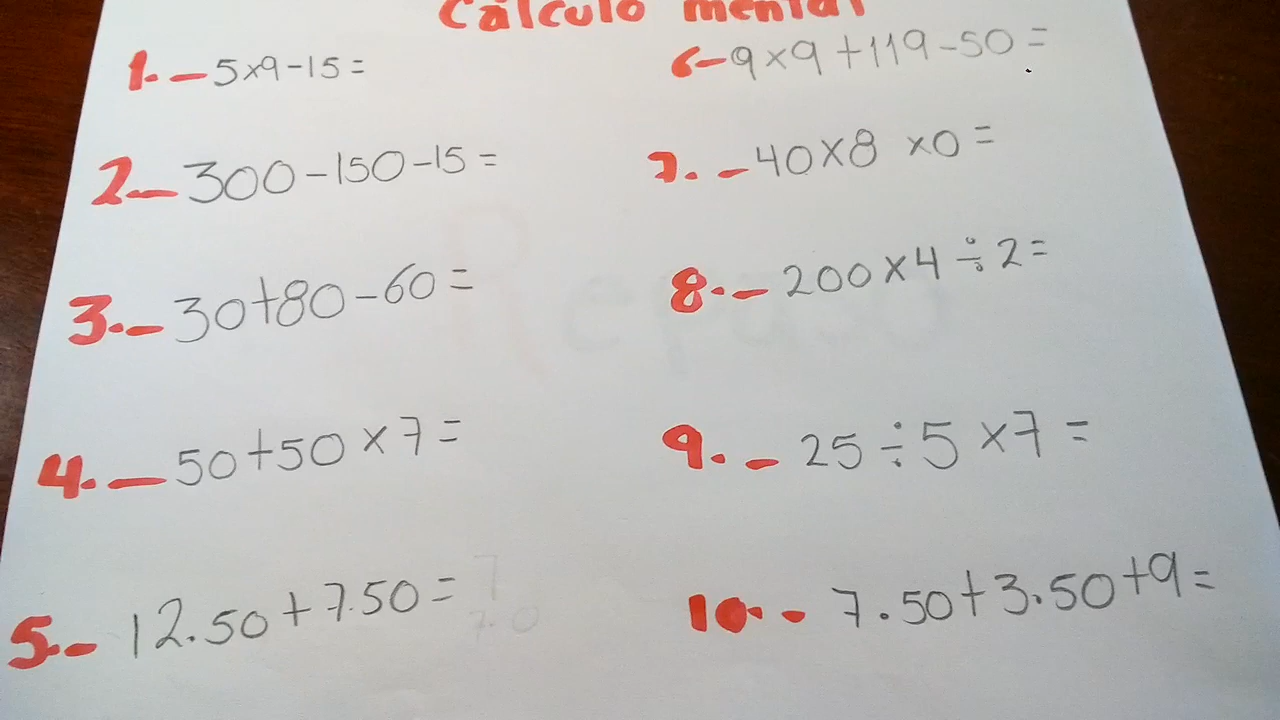 Cálculo mental
1.- 5x9-15=
2.- 300-150-15=
3.- 30+80-60=
4.- 50+50x7=
5.- 12.50+7.50=
6- 9x9+119-50=
7.- 40x8 x0=
8.- 200x4÷2=
9.- 25÷5x7=
10.- 7.50+3.50+9=